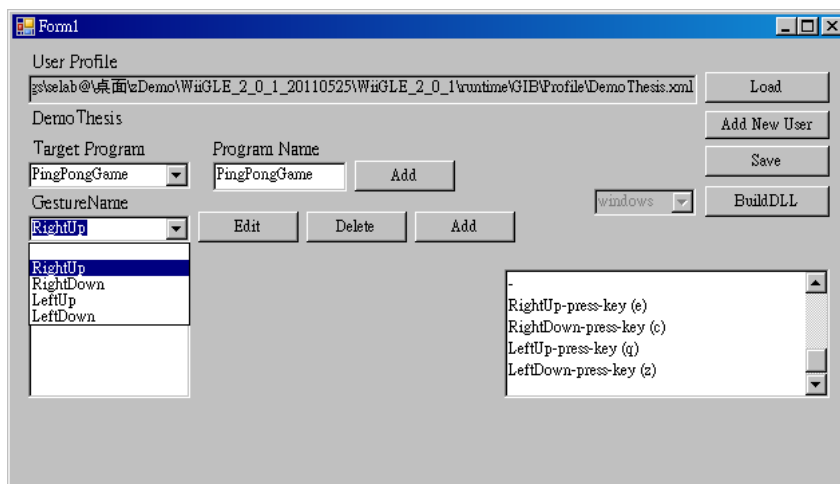 Form1
User Profile
gs\selab@\桌面\zDemo\WiiGLE_2_0_1_20110525\WiiGLE_2_0_1\runtime\GIB\Profile\DemoThesis.xml
Load
DemoThesis
Add New User
Target Program
Program Name
Save
PingPongGame
PingPongGame
Add
GestureName
windows
BuildDLL
RightUp
Edit
Delete
Add
RightUp
RightDown
LeftUp
LeftDown
-
RightUp-press-key (e)
RightDown-press-key (c)
LeftUp-press-key (q)
LeftDown-press-key (z)